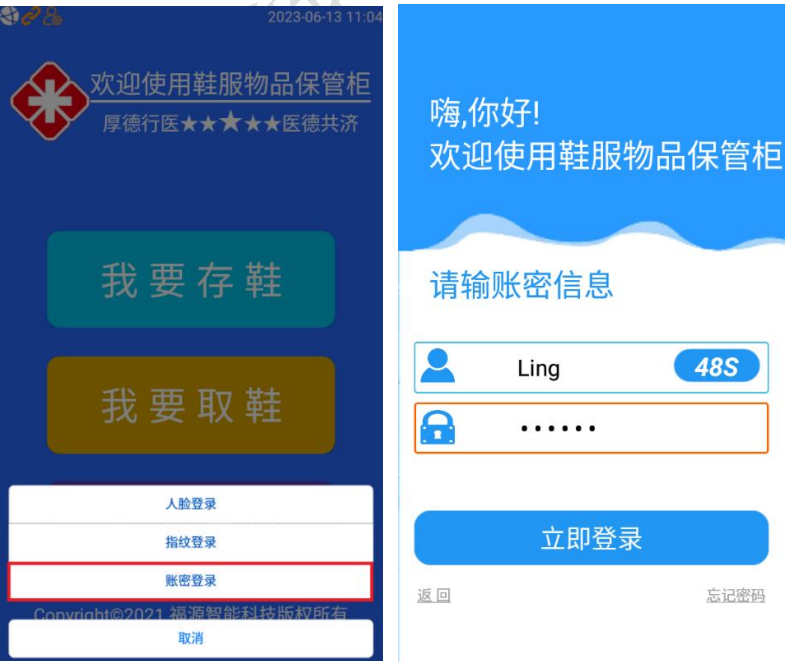 2023-06-13 11:04
欢迎使用鞋服物品保管柜
厚德行医★★★★★医德共济
我要存鞋
我要取鞋
人脸登录
指纹登录
账密登录
Copyright©2021 福源智能科技版权所有
取消
嗨,你好!
欢迎使用鞋服物品保管柜
请输账密信息
Ling
48S
••••••
立即登录
返回
忘记密码